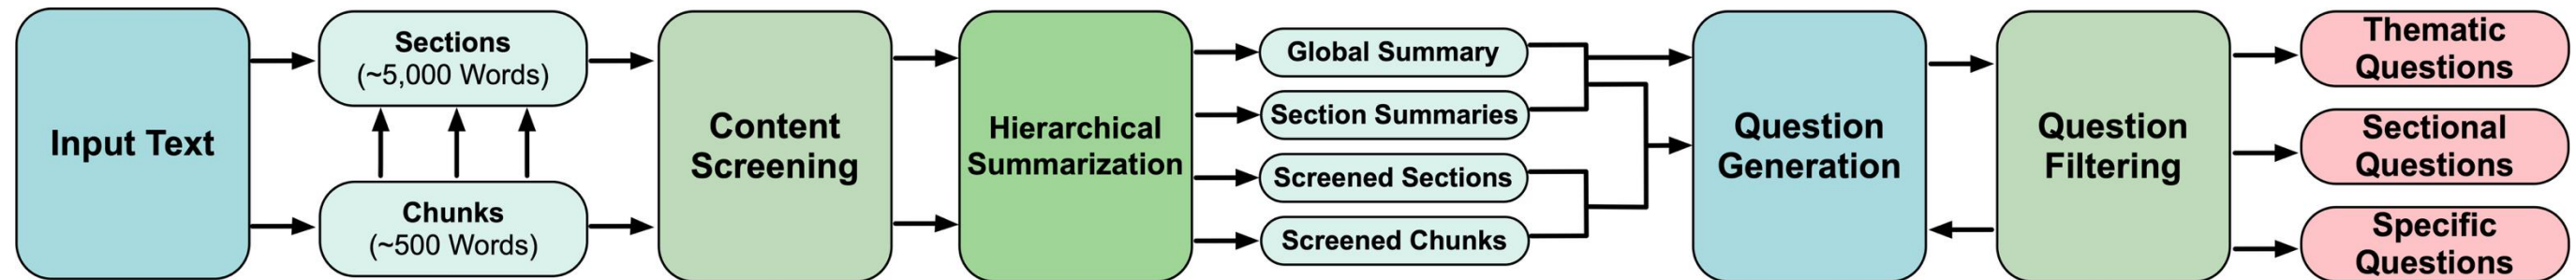 Input Text
Sections
(~5,000 Words)
Chunks
(~500 Words)
Content
Screening
Hierarchical
Summarization
Global Summary
Section Summaries
Screened Sections
Screened Chunks
Question
Generation
Question
Filtering
Thematic
Questions
Sectional
Questions
Specific
Questions